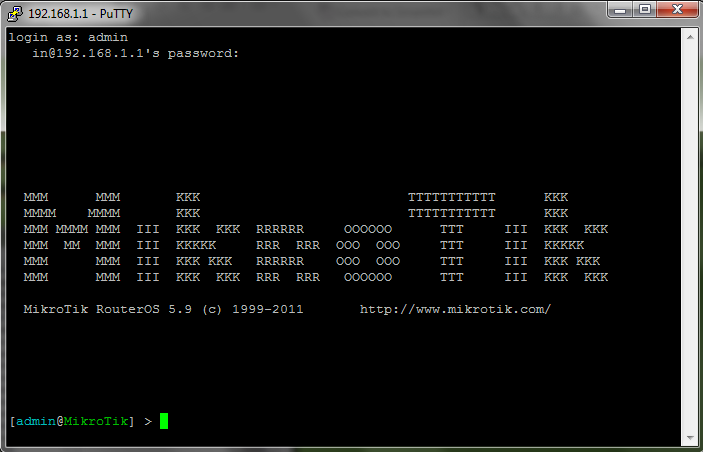 192.168.1.1 - PuTTY
login as: admin
   in@192.168.1.1's password:
  MMM      MMM       KKK                          TTTTTTTTTTT      KKK
  MMMM    MMMM       KKK                          TTTTTTTTTTT      KKK
  MMM MMMM MMM  III  KKK  KKK  RRRRRR     OOOOOO      TTT     III  KKK  KKK
  MMM  MM  MMM  III  KKKKK     RRR  RRR  OOO  OOO     TTT     III  KKKKK
  MMM      MMM  III  KKK KKK   RRRRRR    OOO  OOO     TTT     III  KKK KKK
  MMM      MMM  III  KKK  KKK  RRR  RRR   OOOOOO      TTT     III  KKK  KKK
  MikroTik RouterOS 5.9 (c) 1999-2011       http://www.mikrotik.com/
[admin@MikroTik] >